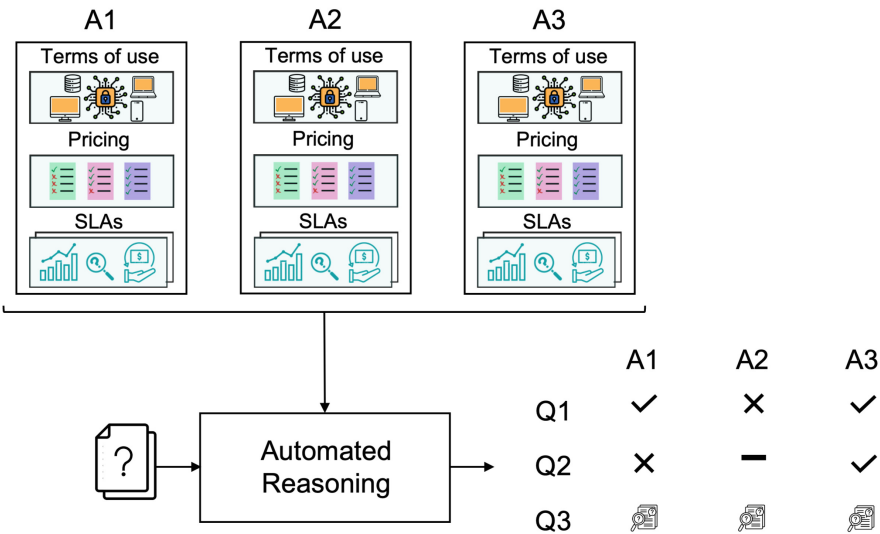 A1 A2 A3
Terms of use Terms of use Terms of use
Pricing Pricing Pricing
SLAs SLAs SLAs
A1 A2 A3
Q1
?
Automated
Reasoning
Q2
Q3